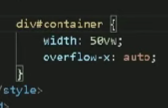 div#container {
width: 50vw;
overflow-x: auto;
}
</style>